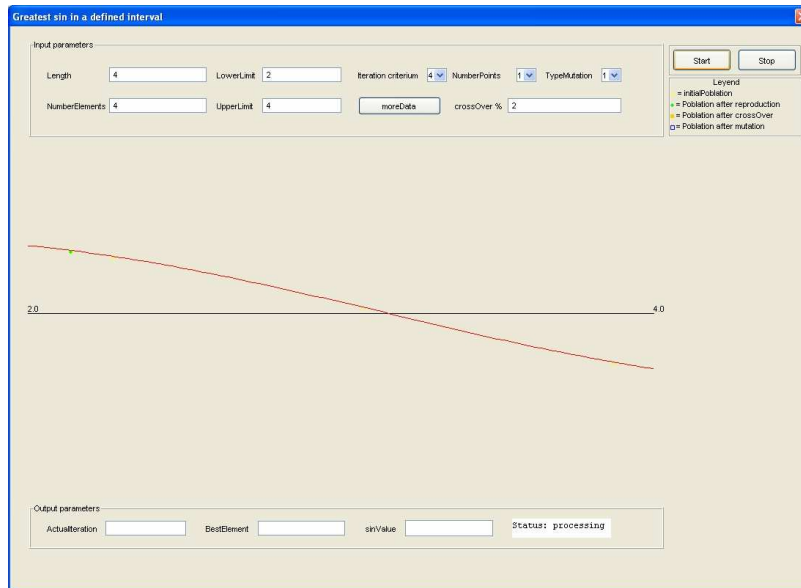 Greatest sin in a defined interval
Input parameters
Length 4 LowerLimit 2 Iteration criterium 4 NumberPoints 1 TypeMutation 1
NumberElements 4 UpperLimit 4 moreData crossOver % 2
Start Stop
Leyend
= initialPoblation
= Poblation after reproduction
= Poblation after crossOver
= Poblation after mutation
2.0 4.0
Output parameters
ActualIteration BestElement sinValue Status: processing